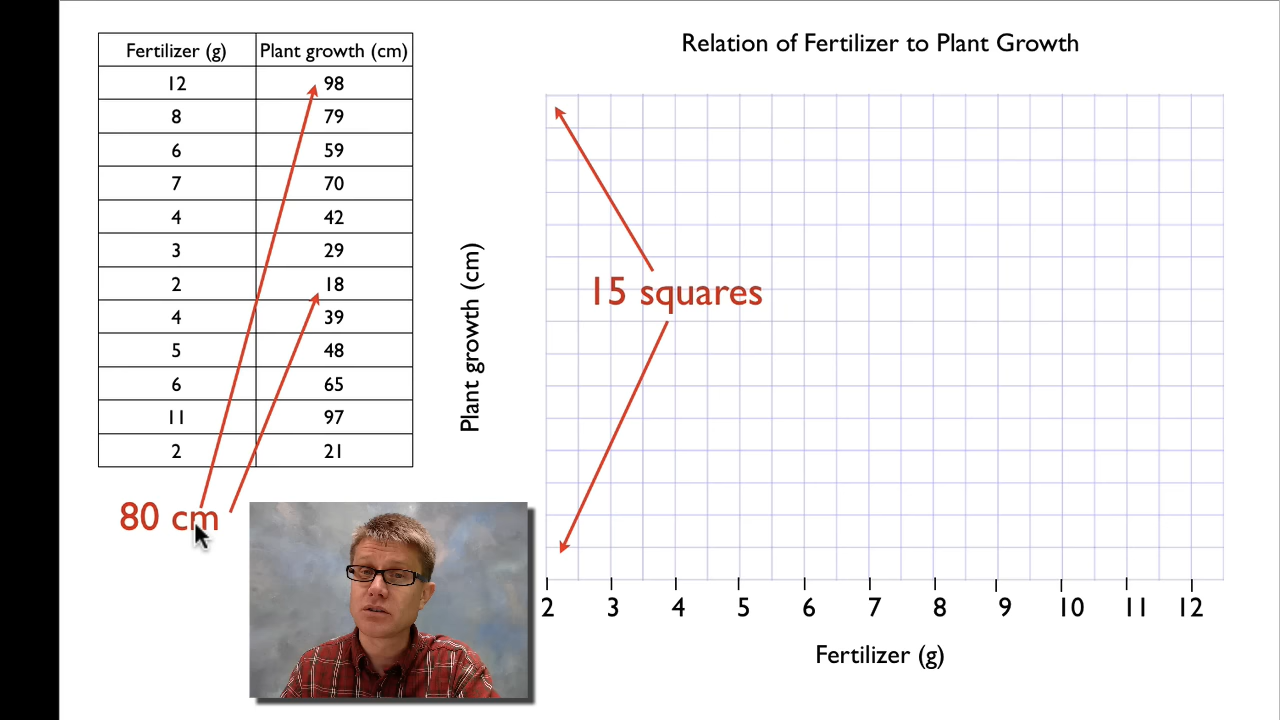 Relation of Fertilizer to Plant Growth
Fertilizer (g) Plant growth (cm)
12 98
8 79
6 59
7 70
4 42
3 29
2 18
4 39
5 48
6 65
11 97
2 21
80 cm
Plant growth (cm)
15 squares
2 3 4 5 6 7 8 9 10 11 12
Fertilizer (g)